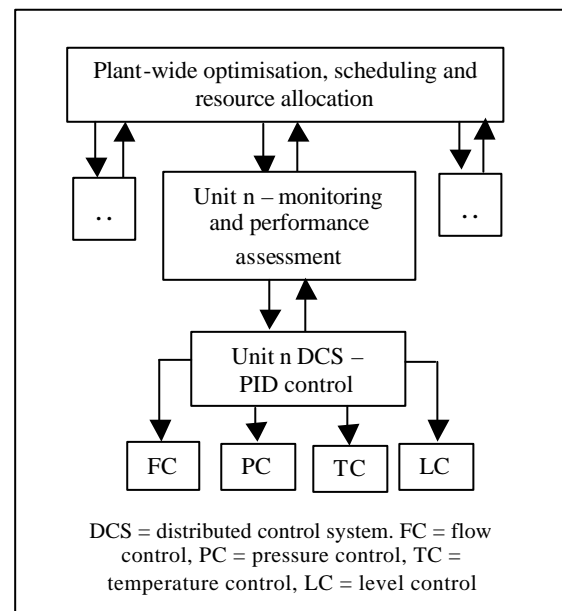 Plant-wide optimisation, scheduling and
resource allocation
..
Unit n – monitoring
and performance
assessment
..
Unit n DCS –
PID control
FC
PC
TC
LC
DCS = distributed control system. FC = flow
control, PC = pressure control, TC =
temperature control, LC = level control